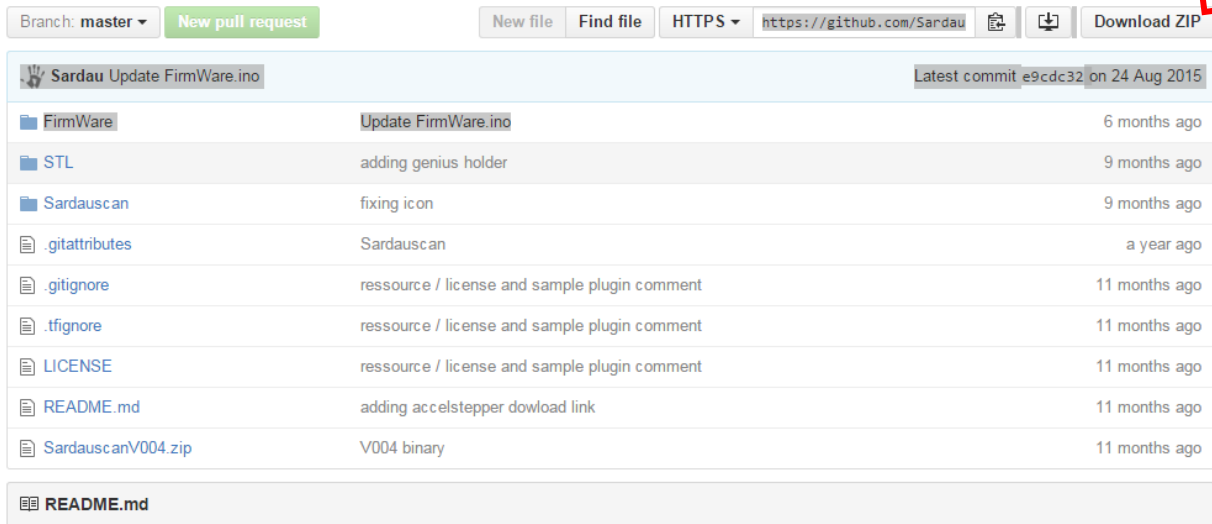 Branch: master New pull request New file Find file HTTPS https://github.com/Sardau Download ZIP
Sardau Update FirmWare.ino Latest commit e9cdc32 on 24 Aug 2015
FirmWare Update FirmWare.ino 6 months ago
STL adding genius holder 9 months ago
Sardauscan fixing icon 9 months ago
.gitattributes Sardauscan a year ago
.gitignore ressource / license and sample plugin comment 11 months ago
.tfignore ressource / license and sample plugin comment 11 months ago
LICENSE ressource / license and sample plugin comment 11 months ago
README.md adding accelstepper dowload link 11 months ago
SardauscanV004.zip V004 binary 11 months ago
README.md